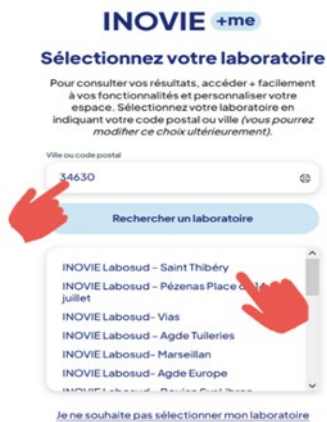 INOVIE +me
Sélectionnez votre laboratoire
Pour consulter vos résultats, accéder + facilement
à vos fonctionnalités et personnaliser votre
espace. Sélectionnez votre laboratoire en
indiquant votre code postal ou ville (vous pourrez
modifier ce choix ultérieurement).
Ville ou code postal
34630
Rechercher un laboratoire
INOVIE Labosud – Saint Thibéry
INOVIE Labosud – Pézenas Place
juillet
INOVIE Labosud- Vias
INOVIE Labosud – Agde Tuileries
INOVIE Labosud- Marseillan
INOVIE Labosud- Agde Europe
Je ne souhaite pas sélectionner mon laboratoire